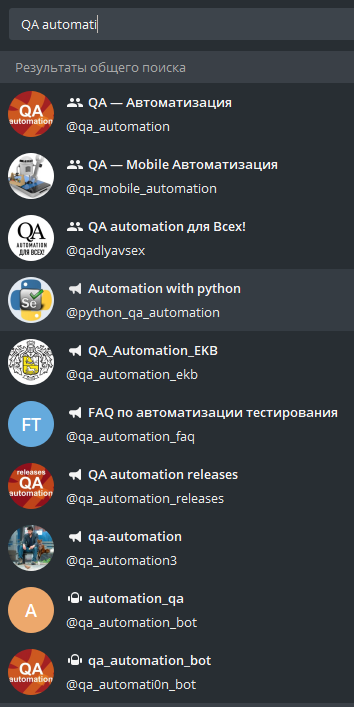 QA automati
Результаты общего поиска
QA
automation
QA — Автоматизация
@qa_automation
QA — Mobile Автоматизация
@qa_mobile_automation
QA
AUTOMATION
ДЛЯ ВСЕХ!
QA automation для Всех!
@qadlyavsex
Se
Automation with python
@python_qa_automation
QA_Automation_EKB
@qa_automation_ekb
FT
FAQ по автоматизации тестирования
@qa_automation_faq
releases
QA
automation
QA automation releases
@qa_automation_releases
qa-automation
@qa_automation3
A
automation_qa
@qa_automation_bot
QA
automation
qa_automation_bot
@qa_automati0n_bot